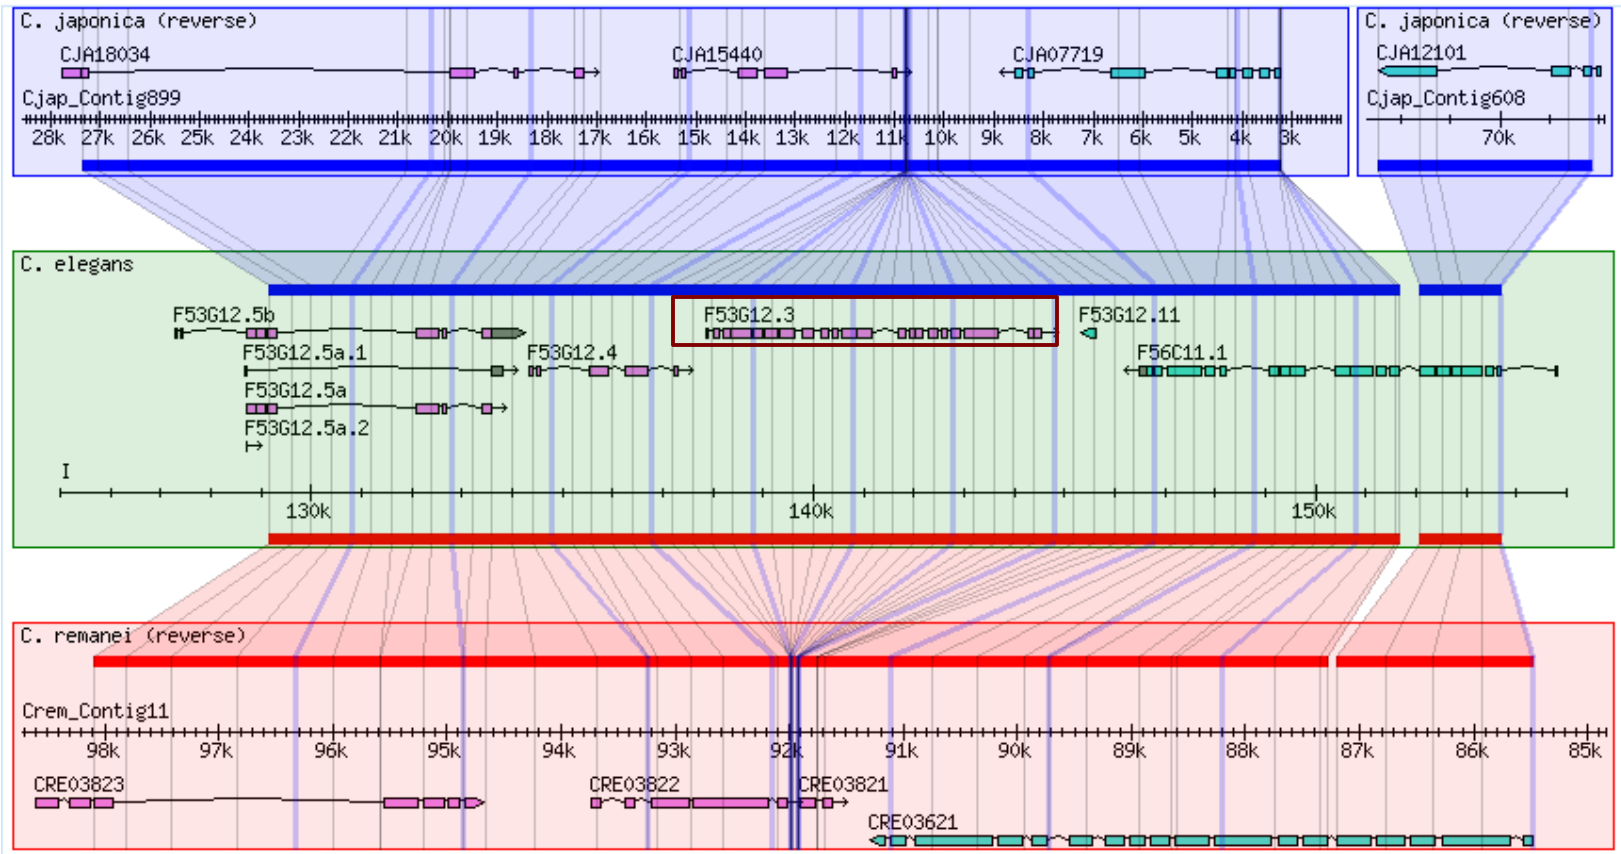 C. japonica (reverse)
CJA18034 CJA15440 CJA07719
Cjap_Contig899
28k 27k 26k 25k 24k 23k 22k 21k 20k 19k 18k 17k 16k 15k 14k 13k 12k 11k 10k 9k 8k 7k 6k 5k 4k 3k
C. japonica (reverse)
CJA12101
Cjap_Contig608
70k
C. elegans
F53G12.5b F53G12.3 F53G12.11
F53G12.5a.1 F53G12.4 F56C11.1
F53G12.5a
F53G12.5a.2
I
130k 140k 150k
C. remanei (reverse)
Crem_Contig11
98k 97k 96k 95k 94k 93k 92k 91k 90k 89k 88k 87k 86k 85k
CRE03823 CRE03822 CRE03821
CRE03621